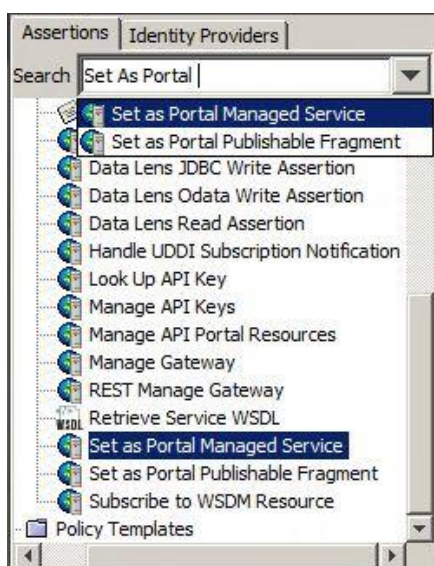 Assertions Identity Providers
Search Set As Portal
Set as Portal Managed Service
Set as Portal Publishable Fragment
Data Lens JDBC Write Assertion
Data Lens Odata Write Assertion
Data Lens Read Assertion
Handle UDDI Subscription Notification
Look Up API Key
Manage API Keys
Manage API Portal Resources
Manage Gateway
REST Manage Gateway
WSDL Retrieve Service WSDL
Set as Portal Managed Service
Set as Portal Publishable Fragment
Subscribe to WSDM Resource
Policy Templates